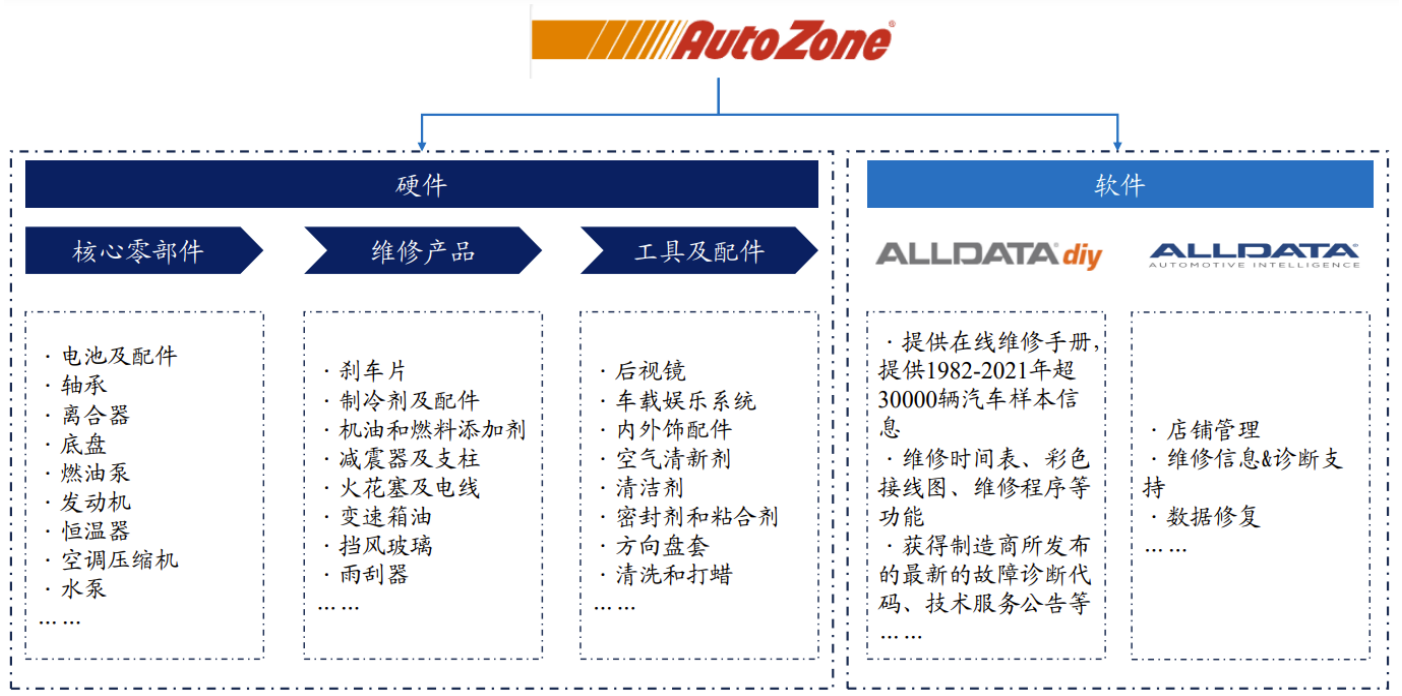 AutoZone®
硬件
软件
核心零部件
维修产品
工具及配件
ALLDATA diy
ALLDATA
AUTOMOTIVE INTELLIGENCE
· 电池及配件
· 轴承
· 离合器
· 底盘
· 燃油泵
· 发动机
· 恒温器
· 空调压缩机
· 水泵
... ...
· 刹车片
· 制冷剂及配件
· 机油和燃料添加剂
· 减震器及支柱
· 火花塞及电线
· 变速箱油
· 挡风玻璃
· 雨刮器
... ...
· 后视镜
· 车载娱乐系统
· 内外饰配件
· 空气清新剂
· 清洁剂
· 密封剂和粘合剂
· 方向盘套
· 清洗和打蜡
... ...
· 提供在线维修手册,
提供1982-2021年超
30000辆汽车样本信
息
· 维修时间表、彩色
接线图、维修程序等
功能
· 获得制造商所发布
的最新的故障诊断代
码、技术服务公告等
... ...
· 店铺管理
· 维修信息&诊断支
持
· 数据修复
... ...